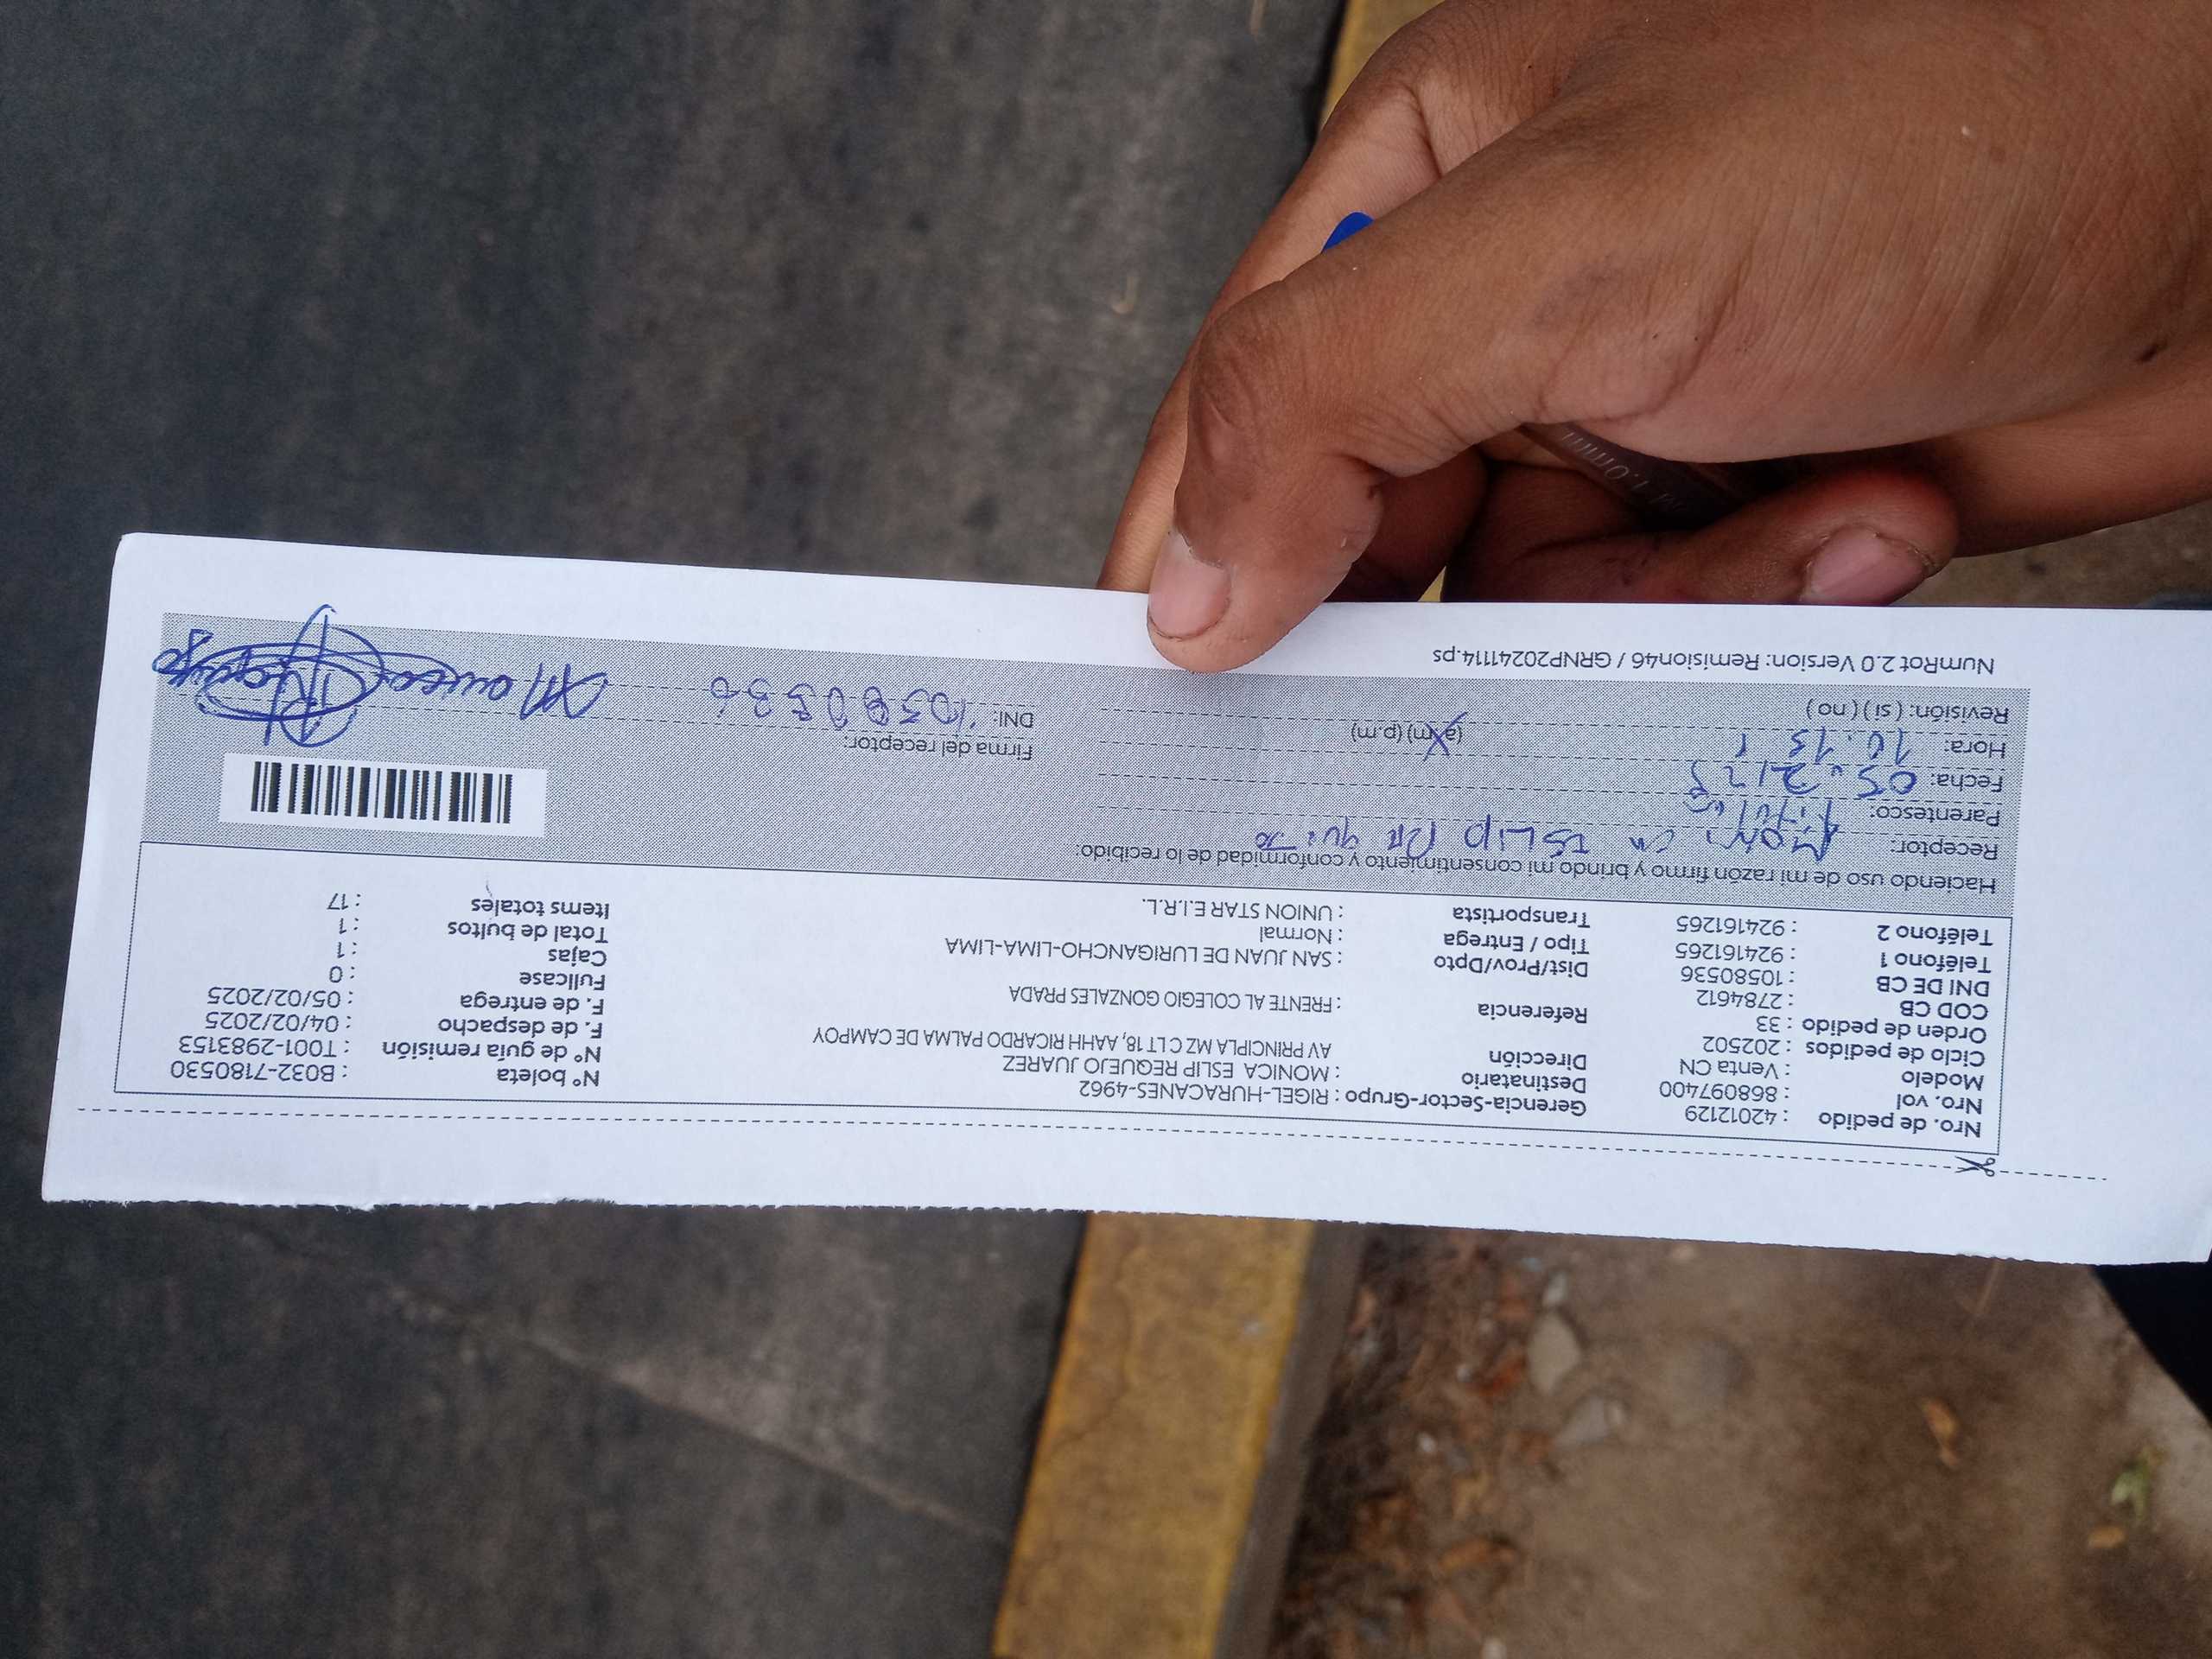 Nro. de pedido : 42012129
Nro. vol : 868097400
Modelo : Venta CN
Ciclo de pedidos : 202502
Orden de pedido : 33
COD CB : 2784612
DNI DE CB : 10580536
Teléfono 1 : 924161265
Teléfono 2 : 924161265
Gerencia-Sector-Grupo : RIGEL-HURACANES-4962
Destinatario : MONICA ESLIP REQUEJO JUAREZ
Dirección AV PRINCIPLA MZ C LT 18, AAHH RICARDO PALMA DE CAMPOY
Referencia : FRENTE AL COLEGIO GONZALES PRADA
Dist/Prov/Dpto : SAN JUAN DE LURIGANCHO-LIMA-LIMA
Tipo / Entrega : Normal
Transportista : UNION STAR E.I.R.L.
N° boleta : B032-7180530
N° de guía remisión : T001-2983153
F. de despacho : 04/02/2025
F. de entrega : 05/02/2025
Fullcase : 0
Cajas : 1
Total de bultos : 1
Items totales : 17
Haciendo uso de mi razón firmo y brindo mi consentimiento y conformidad de lo recibido:
Receptor:
Parentesco:
Fecha: 05
Hora: 10.13 (a.m) (p.m)
Revisión: ( si ) ( no )
Firma del receptor:
DNI: 10580536
NumRot 2.0 Version: Remision46 / GRNP20241114.ps